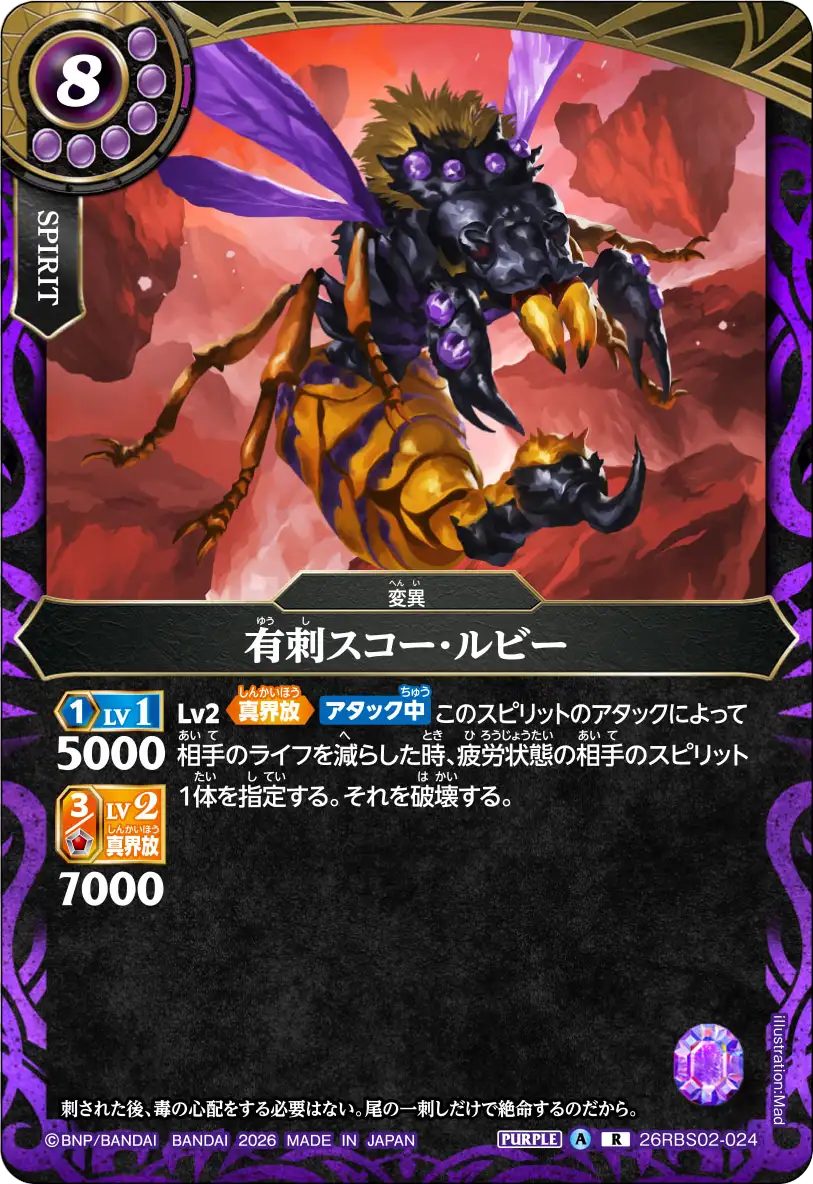 8
SPIRIT
へんい
変異
ゆうし
有刺スコー・ルビー
1 LV 1
5000
3 LV 2
しんかいほう
真界放
7000
しんかいほう ちゅう
Lv2 真界放 アタック中 このスピリットのアタックによって
あいて へ とき ひろうじょうたい あいて
相手のライフを減らした時、疲労状態の相手のスピリット
たい してい はかい
1体を指定する。それを破壊する。
illustration:Mad
刺された後、毒の心配をする必要はない。尾の一刺しだけで絶命するのだから。
©BNP/BANDAI BANDAI 2026 MADE IN JAPAN PURPLE A R 26RBS02-024